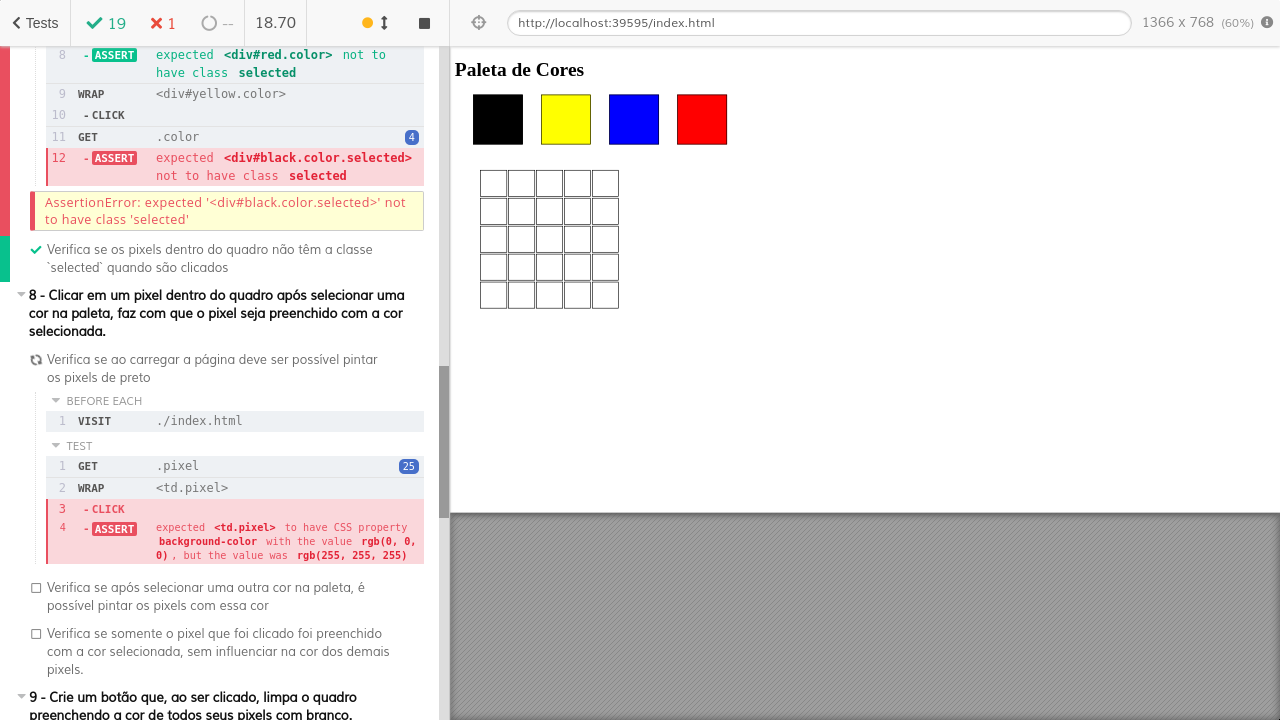 Tests
19
1
--
18.70
http://localhost:39595/index.html
1366 x 768 (60%)
8 - ASSERT expected <div#red.color> not to
have class selected
9 WRAP <div#yellow.color>
10 - CLICK
11 GET .color 4
12 - ASSERT expected <div#black.color.selected>
not to have class selected
AssertionError: expected '<div#black.color.selected>' not
to have class 'selected'
Verifica se os pixels dentro do quadro não têm a classe
`selected` quando são clicados
8 - Clicar em um pixel dentro do quadro após selecionar uma
cor na paleta, faz com que o pixel seja preenchido com a cor
selecionada.
Verifica se ao carregar a página deve ser possível pintar
os pixels de preto
BEFORE EACH
1 VISIT ./index.html
TEST
1 GET .pixel 25
2 WRAP <td.pixel>
3 - CLICK
4 - ASSERT expected <td.pixel> to have CSS property
background-color with the value rgb(0, 0,
0), but the value was rgb(255, 255, 255)
Verifica se após selecionar uma outra cor na paleta, é
possível pintar os pixels com essa cor
Verifica se somente o pixel que foi clicado foi preenchido
com a cor selecionada, sem influenciar na cor dos demais
pixels.
9 - Crie um botão que, ao ser clicado, limpa o quadro
preenchendo a cor de todos seus pixels com branco.
Paleta de Cores